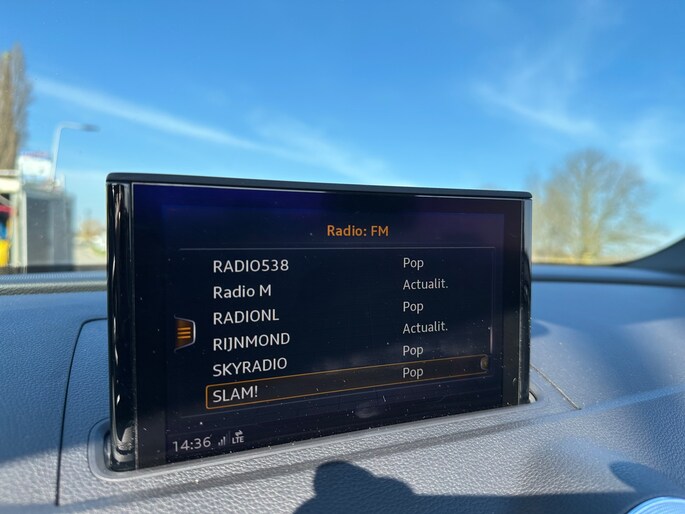 Radio: FM
RADIO538 Pop
Radio M Actualit.
RADIONL Pop
RIJNMOND Actualit.
SKYRADIO Pop
SLAM! Pop
14:36 LTE